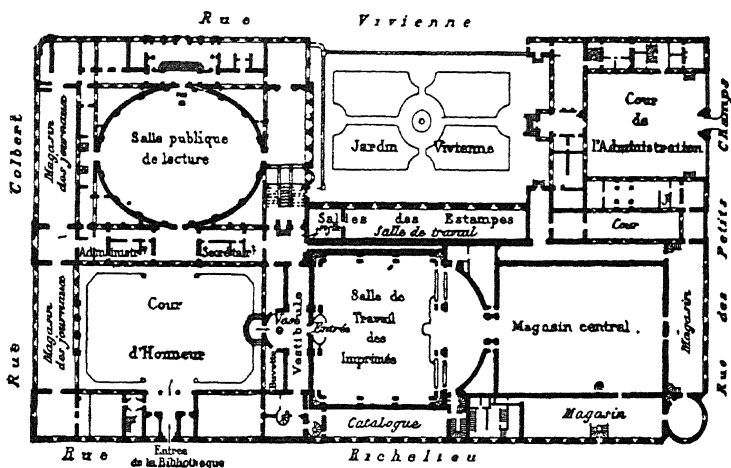 Rue Vivienne
Colbert
Magasin
des journaux
Salle publique
de lecture
Jardin Vivienne
Cour
de
l'Administration
Champs
Salles des Estampes
Salle de travail
Cour
Petits
Administr.
Secrétair.
Rue
Magasin
des journaux
Cour
d'Honneur
Vase
Vestibule
Entrée
Salle de
Travail
des
Imprimés
Magasin central.
Magasin
Rue des
Catalogue
Magasin
Entrée
de la Bibliothèque
Rue Richelieu